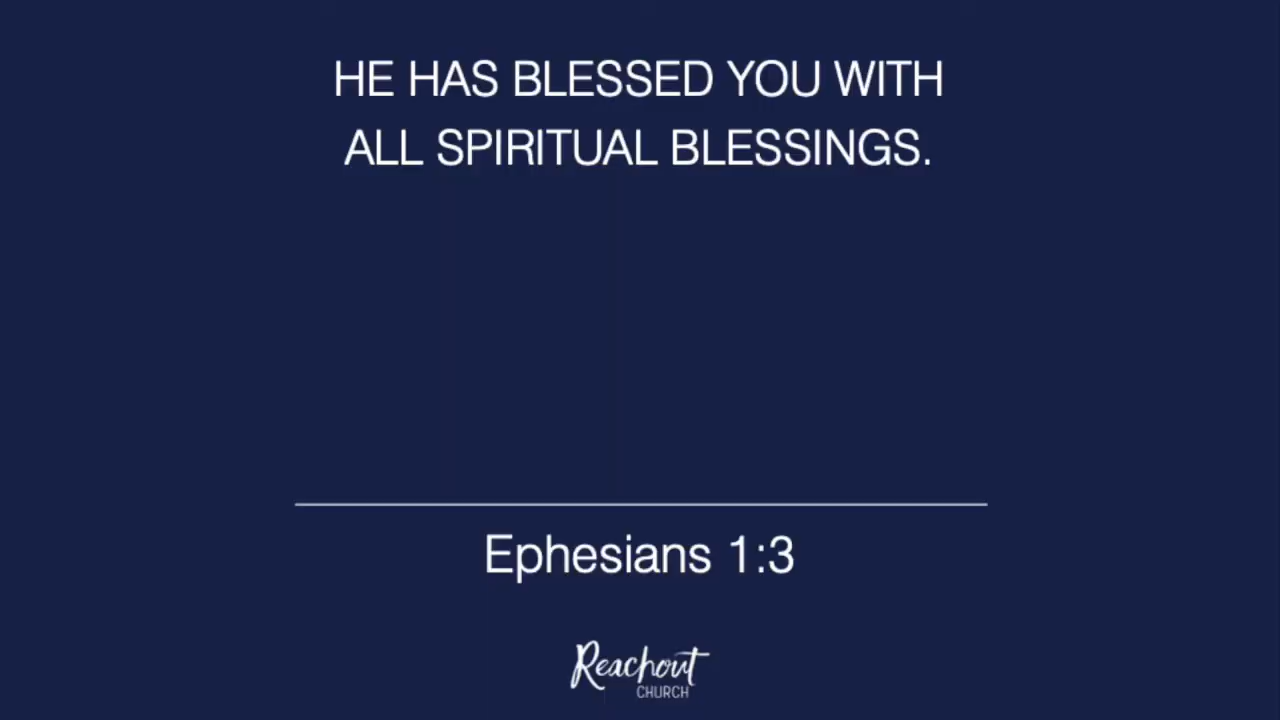 HE HAS BLESSED YOU WITH
ALL SPIRITUAL BLESSINGS.
Ephesians 1:3
Reachout
CHURCH